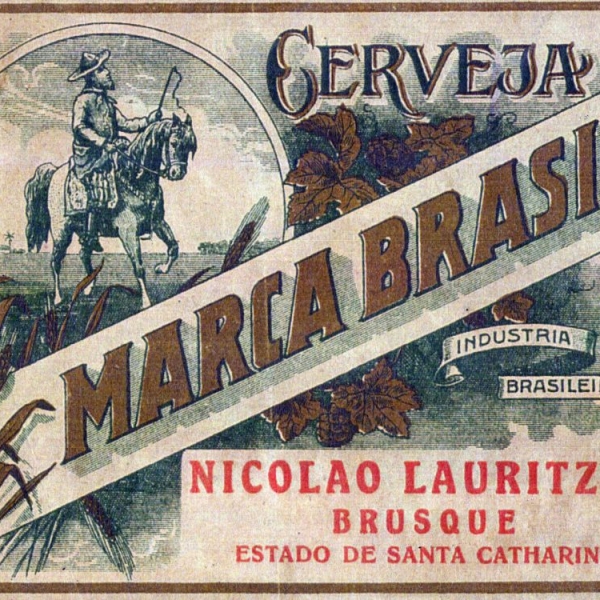 CERVEJA
MARCA BRASI
INDUSTRIA
BRASILEI
NICOLAO LAURITZ
BRUSQUE
ESTADO DE SANTA CATHARIN